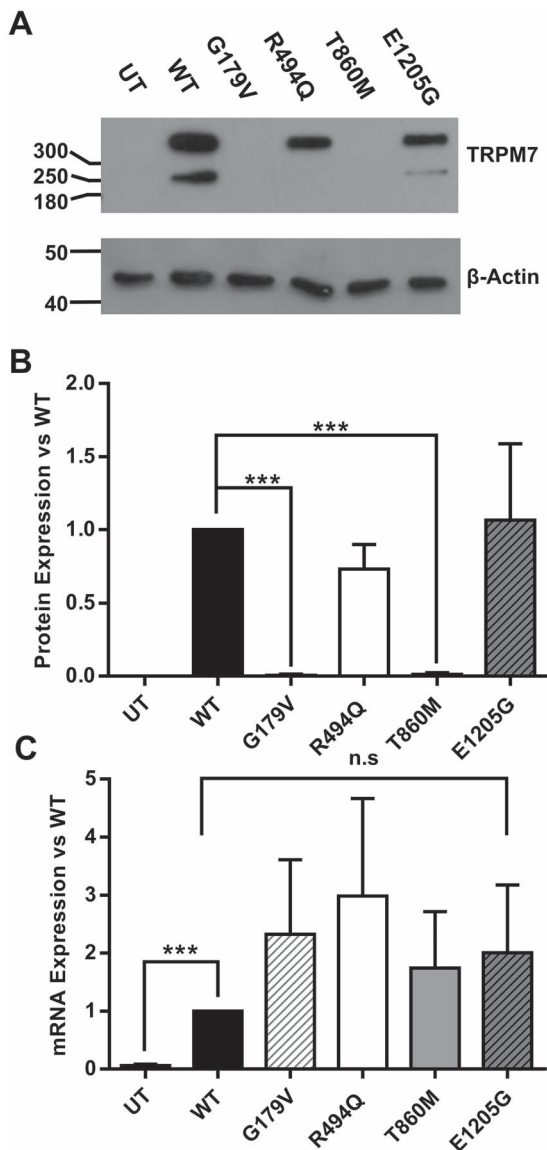 A
UT WT G179V R494Q T860M E1205G
300
250
180
TRPM7
50
40
β-Actin
B
Protein Expression vs WT
2.0
1.5
1.0
0.5
0.0
***
***
UT WT G179V R494Q T860M E1205G
C
mRNA Expression vs WT
n.s
5
4
3
2
1
0
***
UT WT G179V R494Q T860M E1205G